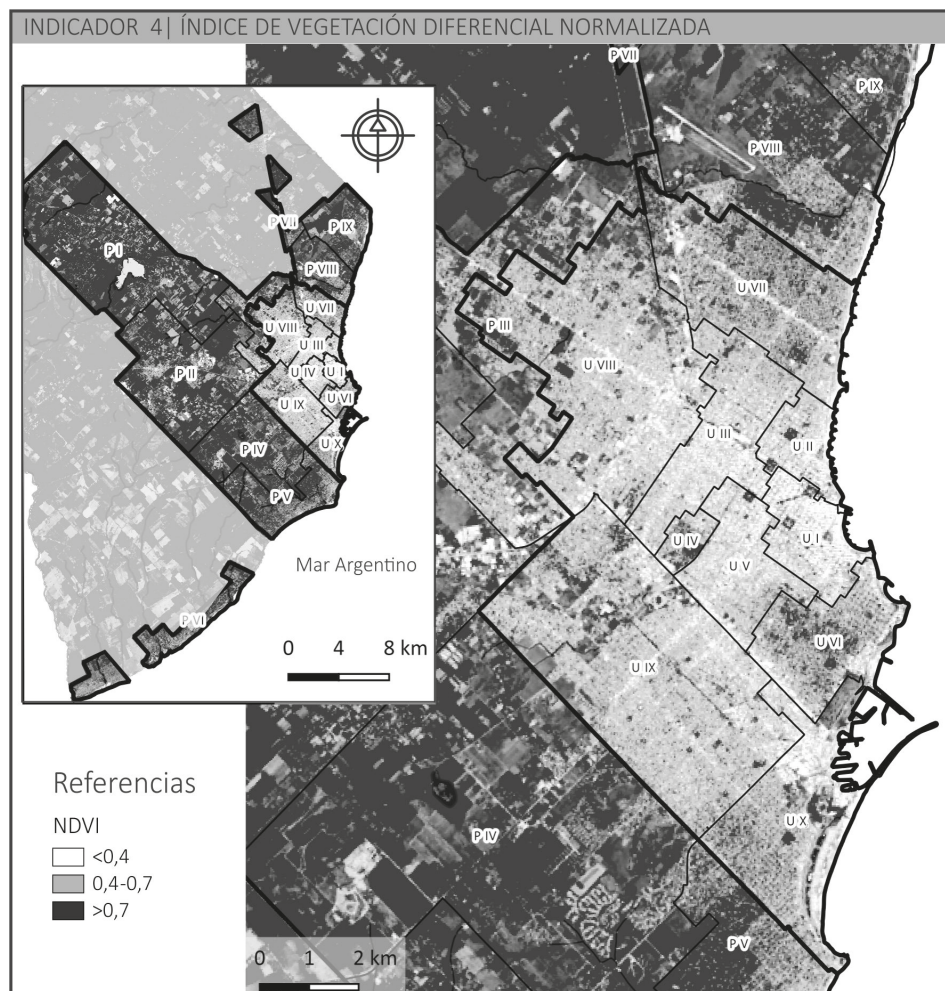 INDICADOR 4| ÍNDICE DE VEGETACIÓN DIFERENCIAL NORMALIZADA
P VII
P IX
P VIII
U VII
P III
U VIII
U III
U II
U IV
U V
U I
U VI
U IX
U X
P IV
P V
P VII
P IX
P I
P VIII
U VII
U VIII
U III
U IV
U I
P II
U VI
U IX
U X
P IV
P V
P VI
Mar Argentino
0 4 8 km
Referencias
NDVI
<0,4
0,4-0,7
>0,7
0 1 2 km